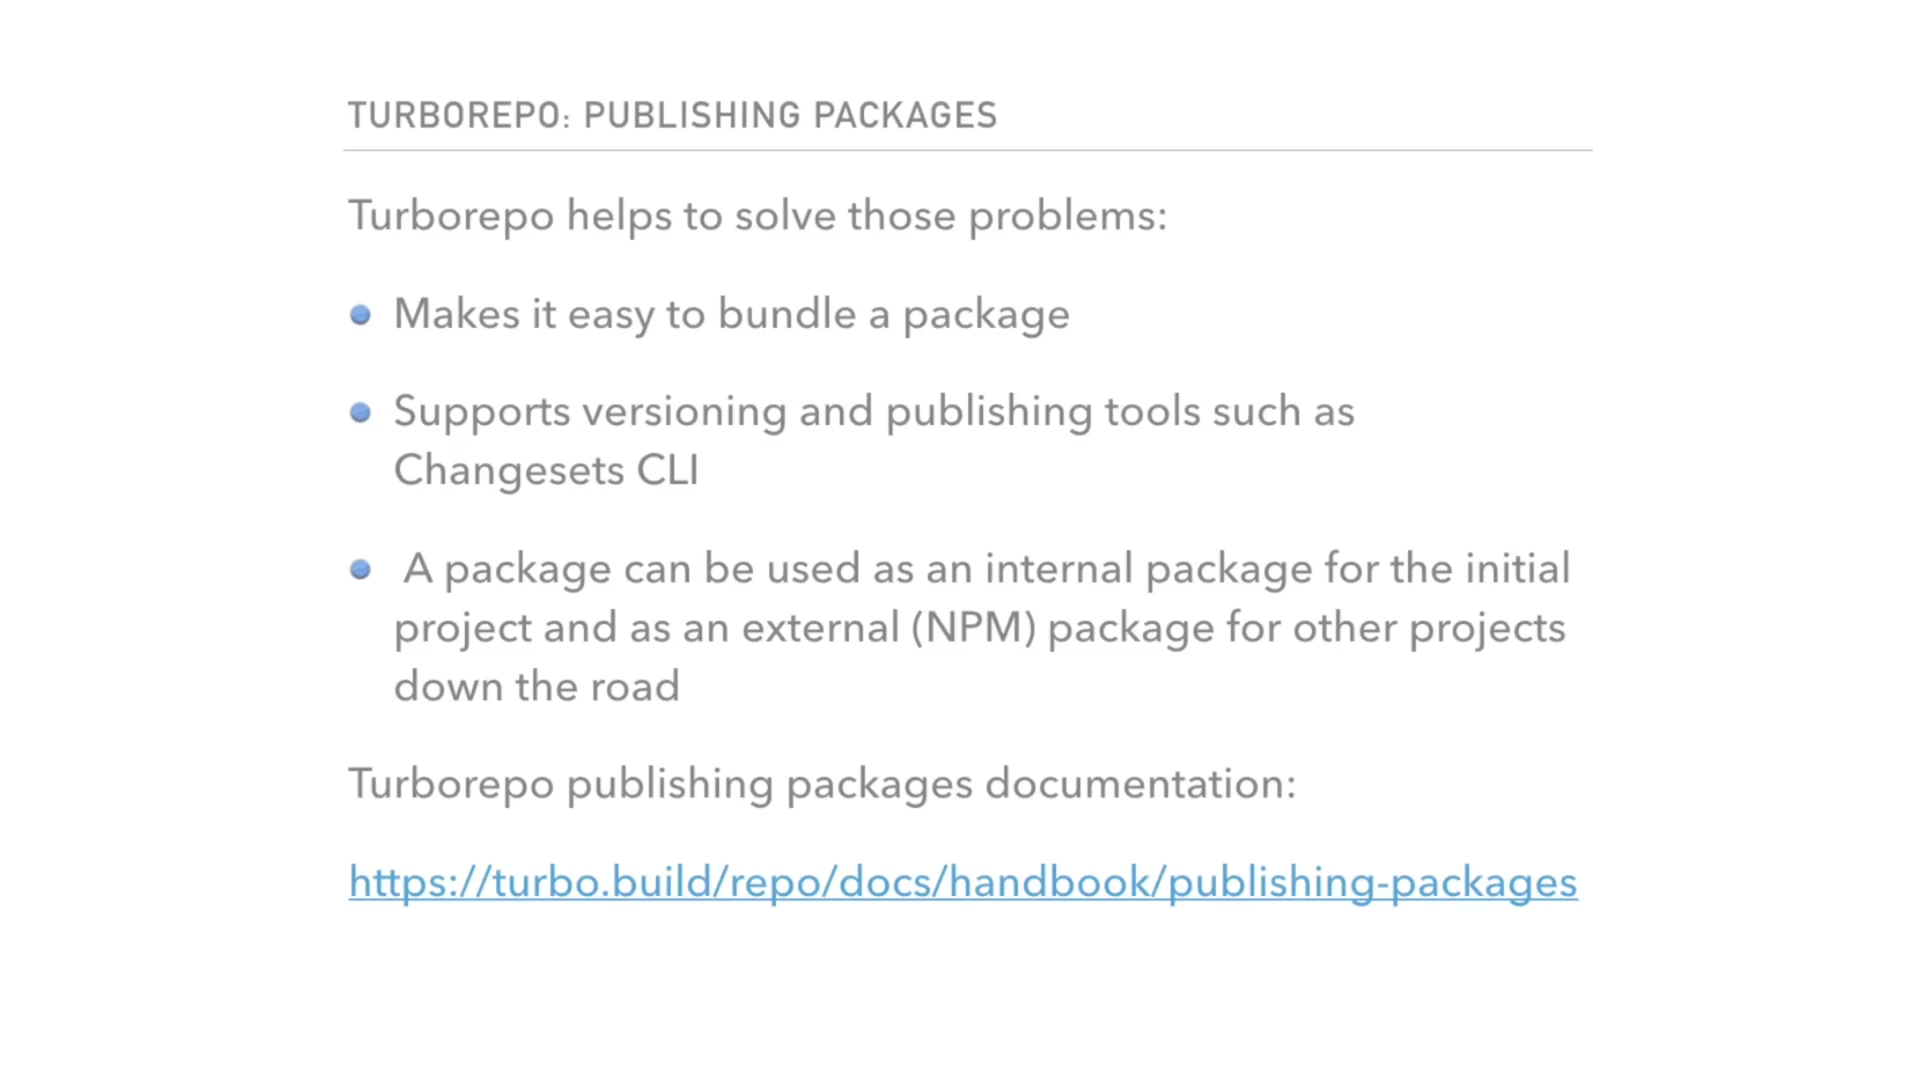 TURBOREPO: PUBLISHING PACKAGES
Turborepo helps to solve those problems:
Makes it easy to bundle a package
Supports versioning and publishing tools such as
Changesets CLI
A package can be used as an internal package for the initial
project and as an external (NPM) package for other projects
down the road
Turborepo publishing packages documentation:
https://turbo.build/repo/docs/handbook/publishing-packages